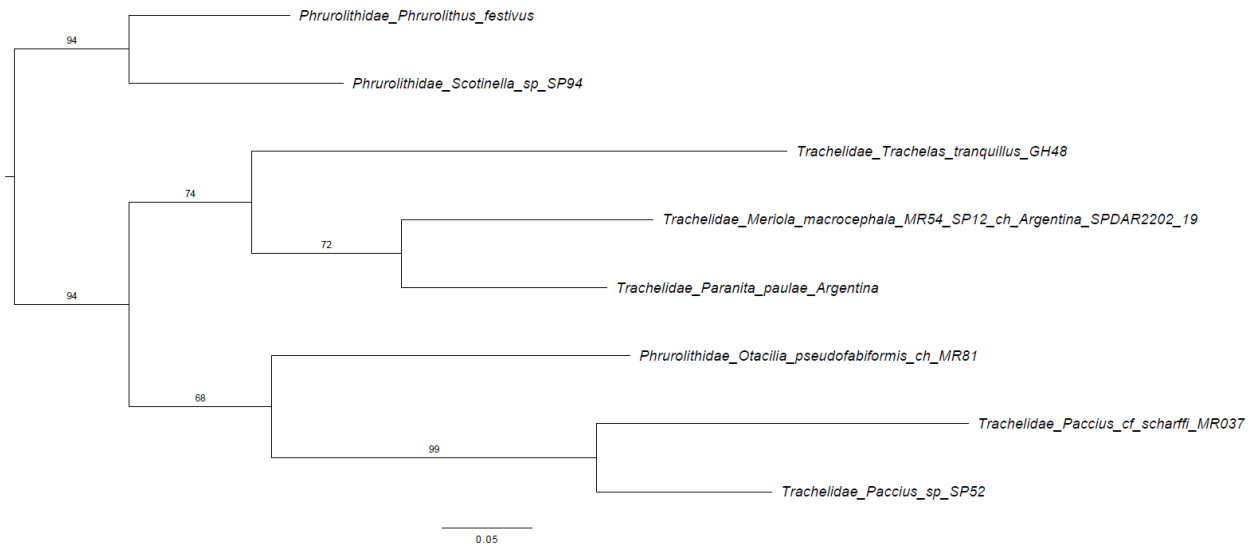 Phrurolithidae_Phrurolithus_festivus
94
Phrurolithidae_Scotinella_sp_SP94
Trachelidae_Trachelas_tranquillus_GH48
74
Trachelidae_Meriola_macrocephala_MR54_SP12_ch_Argentina_SPDAR2202_19
72
Trachelidae_Paranita_paulae_Argentina
94
Phrurolithidae_Otacilia_pseudofabiformis_ch_MR81
68
Trachelidae_Paccius_cf_scharffi_MR037
99
Trachelidae_Paccius_sp_SP52
0.05